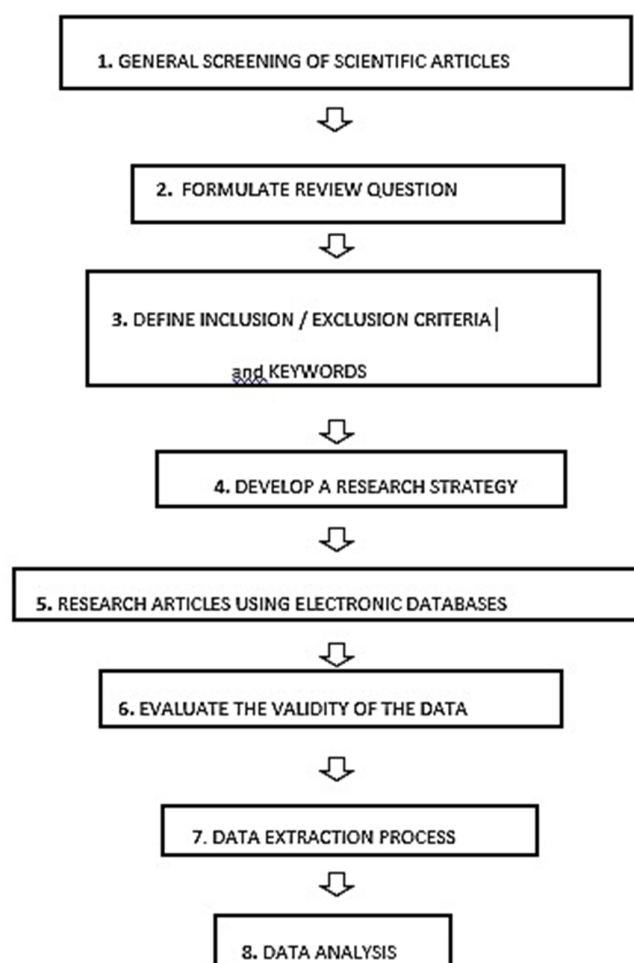 1. GENERAL SCREENING OF SCIENTIFIC ARTICLES
2. FORMULATE REVIEW QUESTION
3. DEFINE INCLUSION / EXCLUSION CRITERIA
and KEYWORDS
4. DEVELOP A RESEARCH STRATEGY
5. RESEARCH ARTICLES USING ELECTRONIC DATABASES
6. EVALUATE THE VALIDITY OF THE DATA
7. DATA EXTRACTION PROCESS
8. DATA ANALYSIS